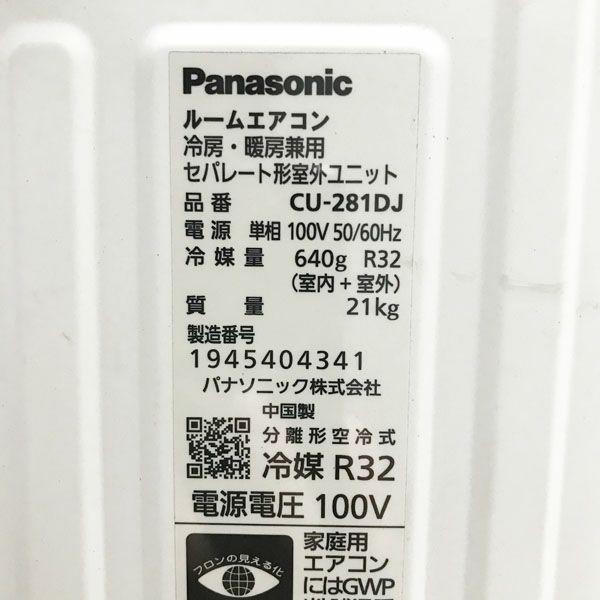 Panasonic
ルームエアコン
冷房・暖房兼用
セパレート形室外ユニット
品番 CU-281DJ
電源 単相 100V 50/60Hz
冷媒量 640g R32
(室内+室外)
質量 21kg
製造番号
1945404341
パナソニック株式会社
中国製
分離形空冷式
冷媒 R32
電源電圧 100V
フロンの見える化
家庭用
エアコン
にはGWP